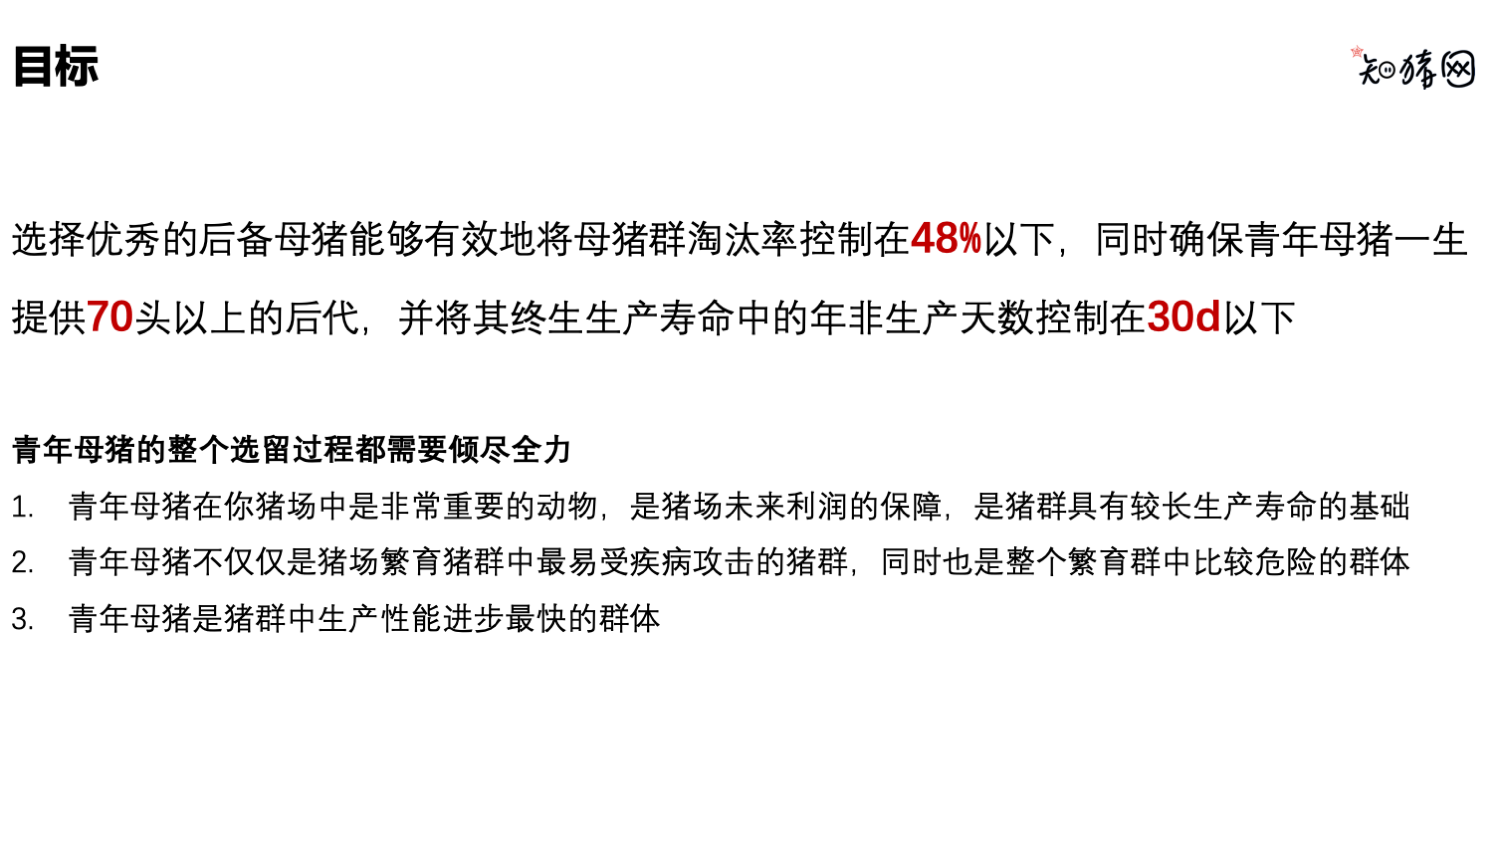 目标
知猪网
选择优秀的后备母猪能够有效地将母猪群淘汰率控制在48%以下，同时确保青年母猪一生
提供70头以上的后代，并将其终生生产寿命中的年非生产天数控制在30d以下
青年母猪的整个选留过程都需要倾尽全力
1. 青年母猪在你猪场中是非常重要的动物，是猪场未来利润的保障，是猪群具有较长生产寿命的基础
2. 青年母猪不仅仅是猪场繁育猪群中最易受疾病攻击的猪群，同时也是整个繁育群中比较危险的群体
3. 青年母猪是猪群中生产性能进步最快的群体